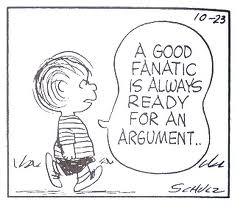 10-23
A GOOD
FANATIC
IS ALWAYS
READY
FOR AN
ARGUMENT..
SCHULZ